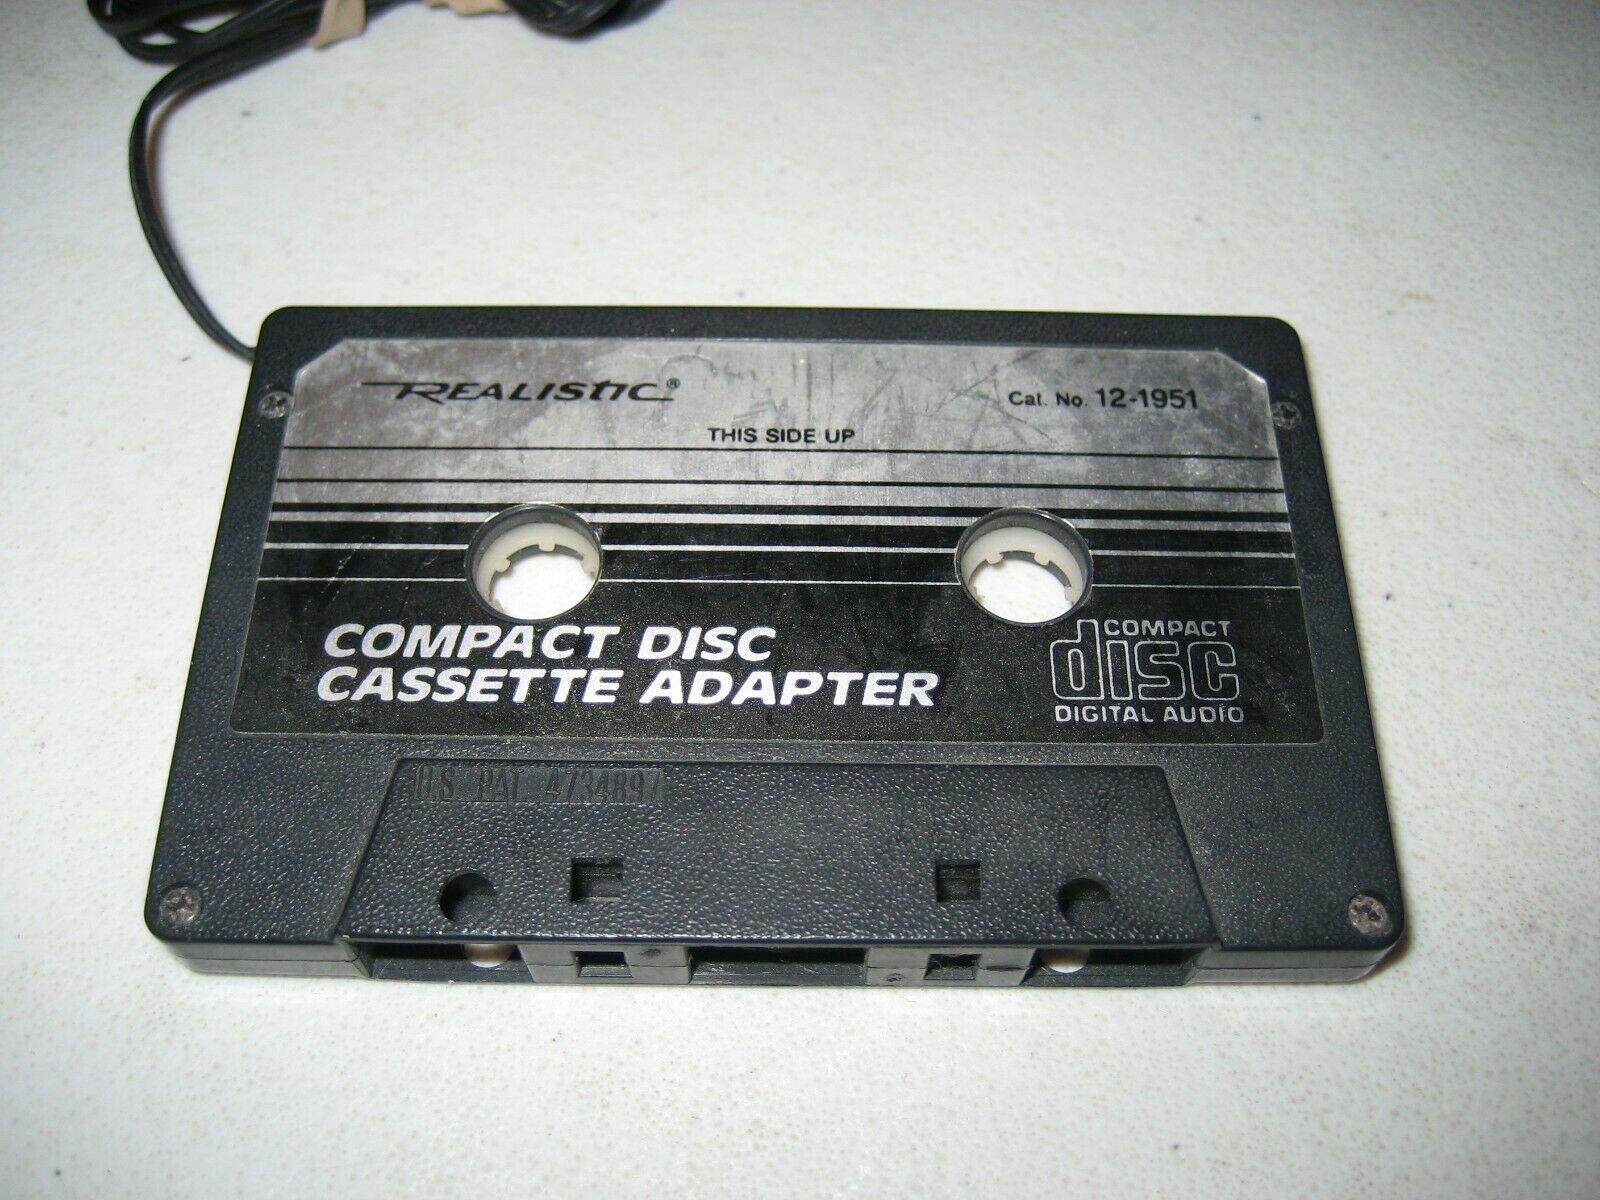 REALISTIC®
Cal. No. 12-1951
THIS SIDE UP
COMPACT DISC
CASSETTE ADAPTER
COMPACT
disc
DIGITAL AUDIO
U.S. PAT. 4734897